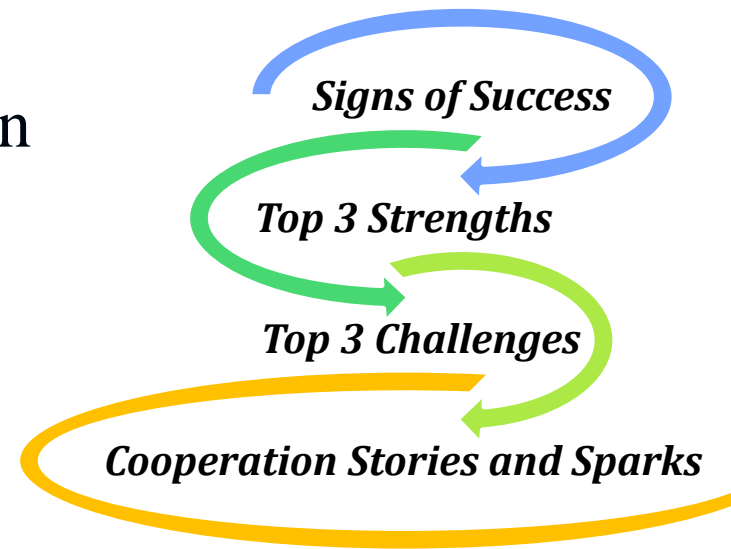 n
Signs of Success
Top 3 Strengths
Top 3 Challenges
Cooperation Stories and Sparks